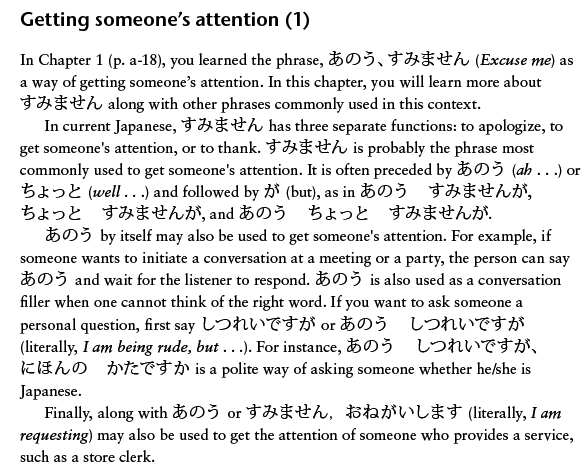 Getting someone's attention (1)
In Chapter 1 (p. a-18), you learned the phrase, あのう、すみません (Excuse me) as
a way of getting someone's attention. In this chapter, you will learn more about
すみません along with other phrases commonly used in this context.
In current Japanese, すみません has three separate functions: to apologize, to
get someone's attention, or to thank. すみません is probably the phrase most
commonly used to get someone's attention. It is often preceded by あのう (ah . . .) or
ちょっと (well . . .) and followed by が (but), as in あのう　すみませんが,
ちょっと　すみませんが, and あのう　ちょっと　すみませんが.
あのう by itself may also be used to get someone's attention. For example, if
someone wants to initiate a conversation at a meeting or a party, the person can say
あのう and wait for the listener to respond. あのう is also used as a conversation
filler when one cannot think of the right word. If you want to ask someone a
personal question, first say しつれいですが or あのう　しつれいですが
(literally, I am being rude, but . . .). For instance, あのう　しつれいですが、
にほんの　かたですか is a polite way of asking someone whether he/she is
Japanese.
Finally, along with あのう or すみません, おねがいします (literally, I am
requesting) may also be used to get the attention of someone who provides a service,
such as a store clerk.